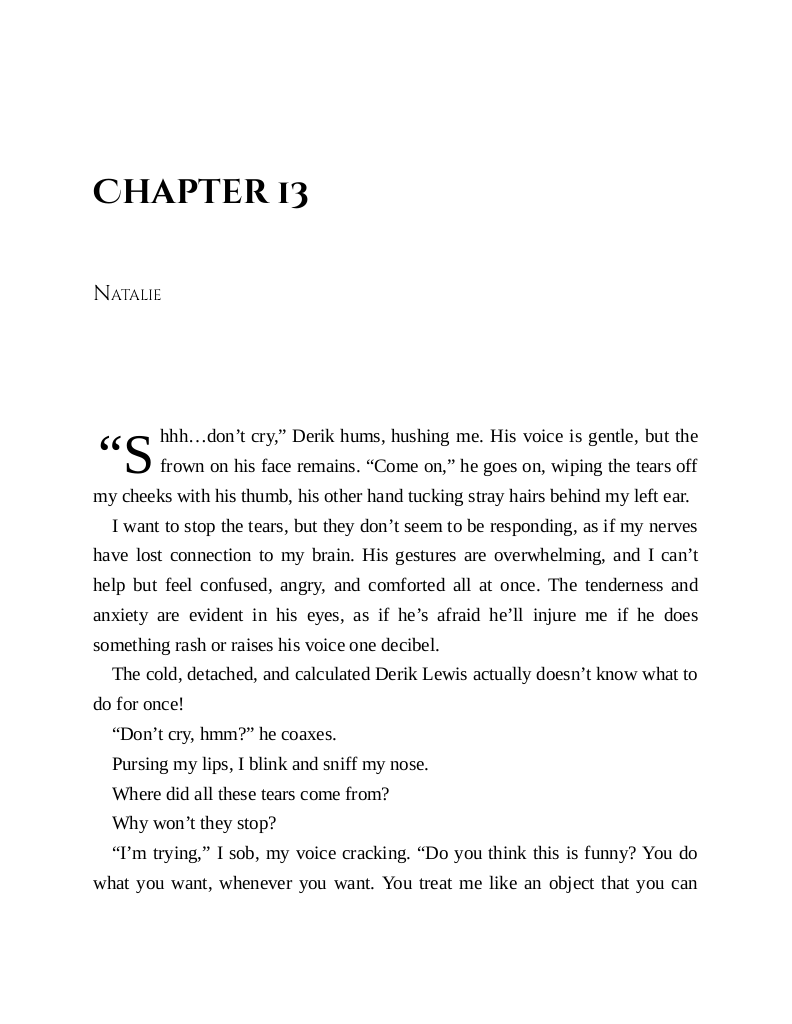 CHAPTER 13
NATALIE
“Shhh…don’t cry,” Derik hums, hushing me. His voice is gentle, but the
frown on his face remains. “Come on,” he goes on, wiping the tears off
my cheeks with his thumb, his other hand tucking stray hairs behind my left ear.
I want to stop the tears, but they don’t seem to be responding, as if my nerves
have lost connection to my brain. His gestures are overwhelming, and I can’t
help but feel confused, angry, and comforted all at once. The tenderness and
anxiety are evident in his eyes, as if he’s afraid he’ll injure me if he does
something rash or raises his voice one decibel.
The cold, detached, and calculated Derik Lewis actually doesn’t know what to
do for once!
“Don’t cry, hmm?” he coaxes.
Pursing my lips, I blink and sniff my nose.
Where did all these tears come from?
Why won’t they stop?
“I’m trying,” I sob, my voice cracking. “Do you think this is funny? You do
what you want, whenever you want. You treat me like an object that you can